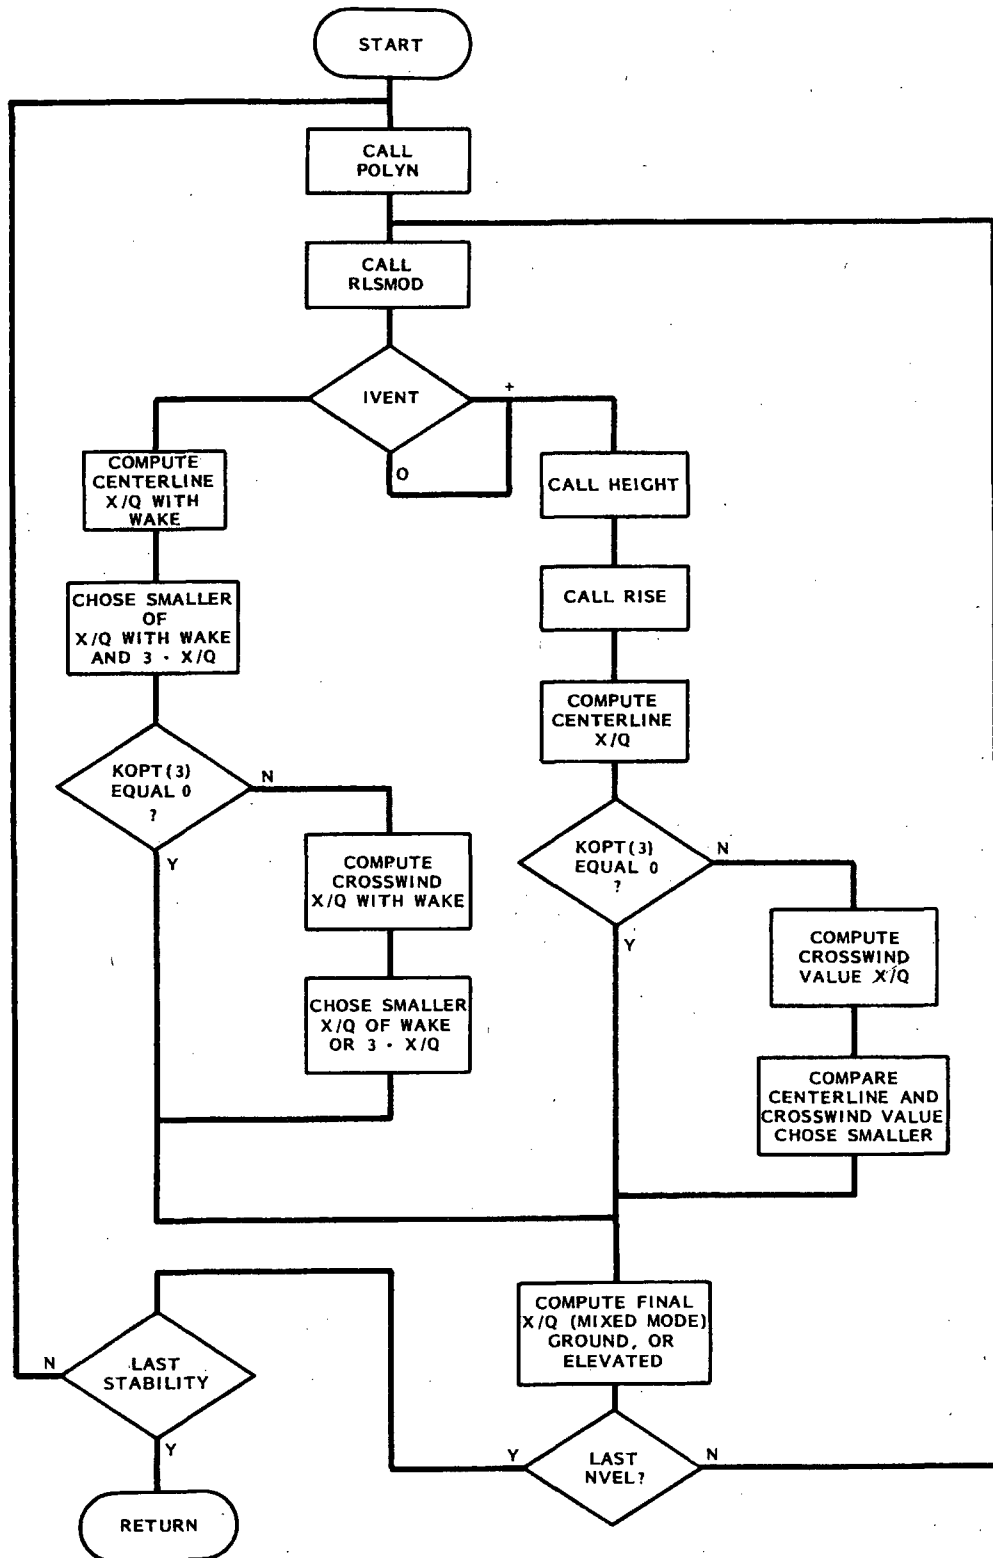 START
CALL
POLYN
CALL
RLSMOD
IVENT
+
O
COMPUTE
CENTERLINE
X/Q WITH
WAKE
CHOSE SMALLER
OF
X/Q WITH WAKE
AND 3 · X/Q
KOPT(3)
EQUAL 0
?
N
Y
COMPUTE
CROSSWIND
X/Q WITH WAKE
CHOSE SMALLER
X/Q OF WAKE
OR 3 · X/Q
CALL HEIGHT
CALL RISE
COMPUTE
CENTERLINE
X/Q
KOPT(3)
EQUAL 0
?
N
Y
COMPUTE
CROSSWIND
VALUE X/Q
COMPARE
CENTERLINE AND
CROSSWIND VALUE
CHOSE SMALLER
COMPUTE FINAL
X/Q (MIXED MODE)
GROUND, OR
ELEVATED
LAST
NVEL?
Y
N
LAST
STABILITY
N
Y
RETURN